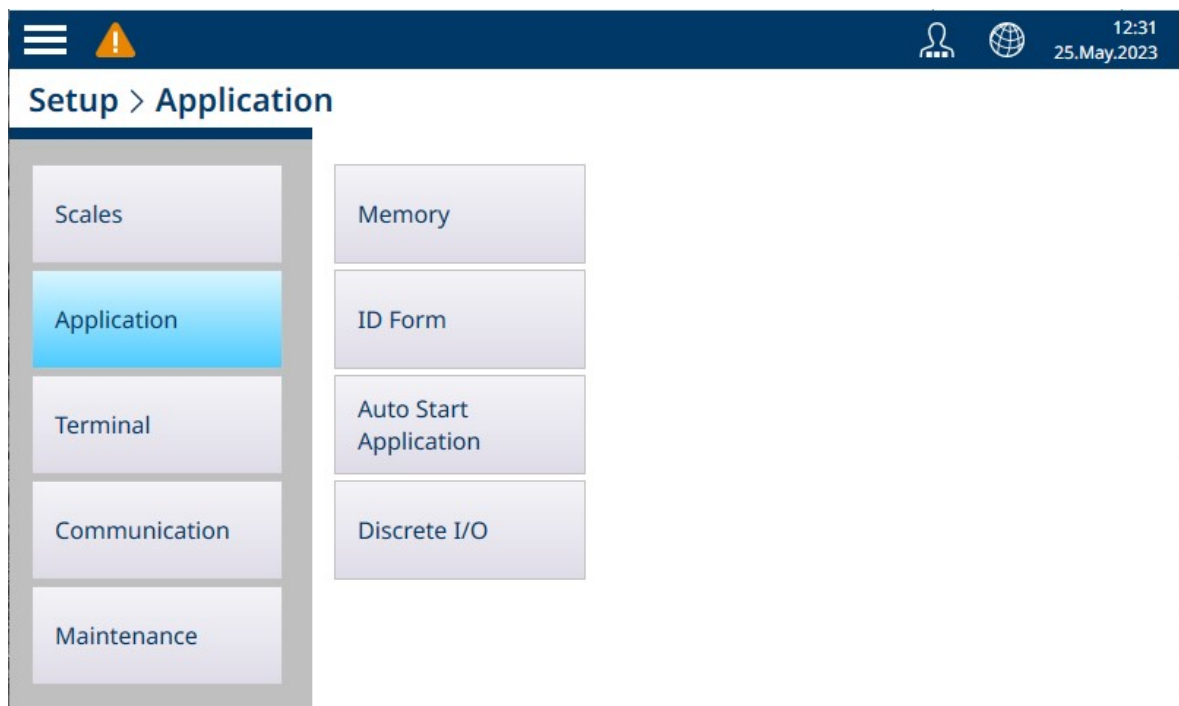 12:31
25.May.2023
Setup > Application
Scales
Application
Terminal
Communication
Maintenance
Memory
ID Form
Auto Start
Application
Discrete I/O